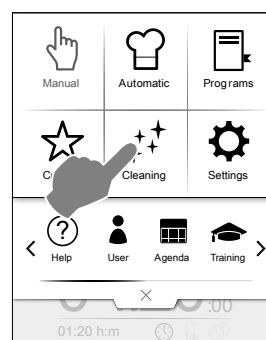 Manual Automatic Programs
Cleaning Settings
? Help User Agenda Training
:00
01:20 h:m